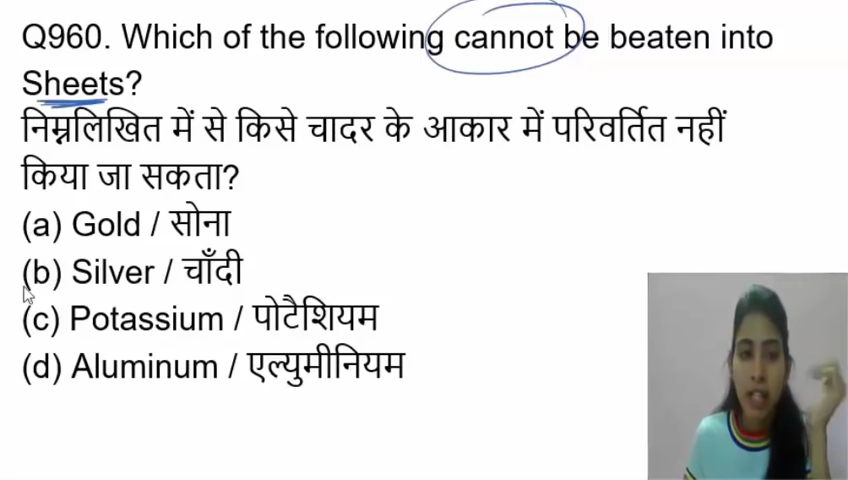 Q960. Which of the following cannot be beaten into
Sheets?
निम्नलिखित में से किसे चादर के आकार में परिवर्तित नहीं
किया जा सकता?
(a) Gold / सोना
(b) Silver / चाँदी
(c) Potassium / पोटैशियम
(d) Aluminum / एल्युमीनियम